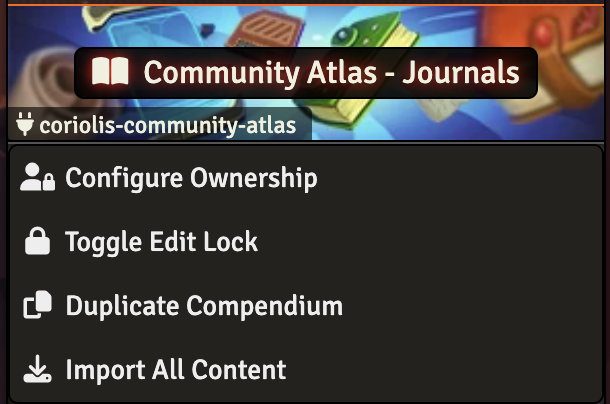 Community Atlas - Journals
coriolis-community-atlas
Configure Ownership
Toggle Edit Lock
Duplicate Compendium
Import All Content